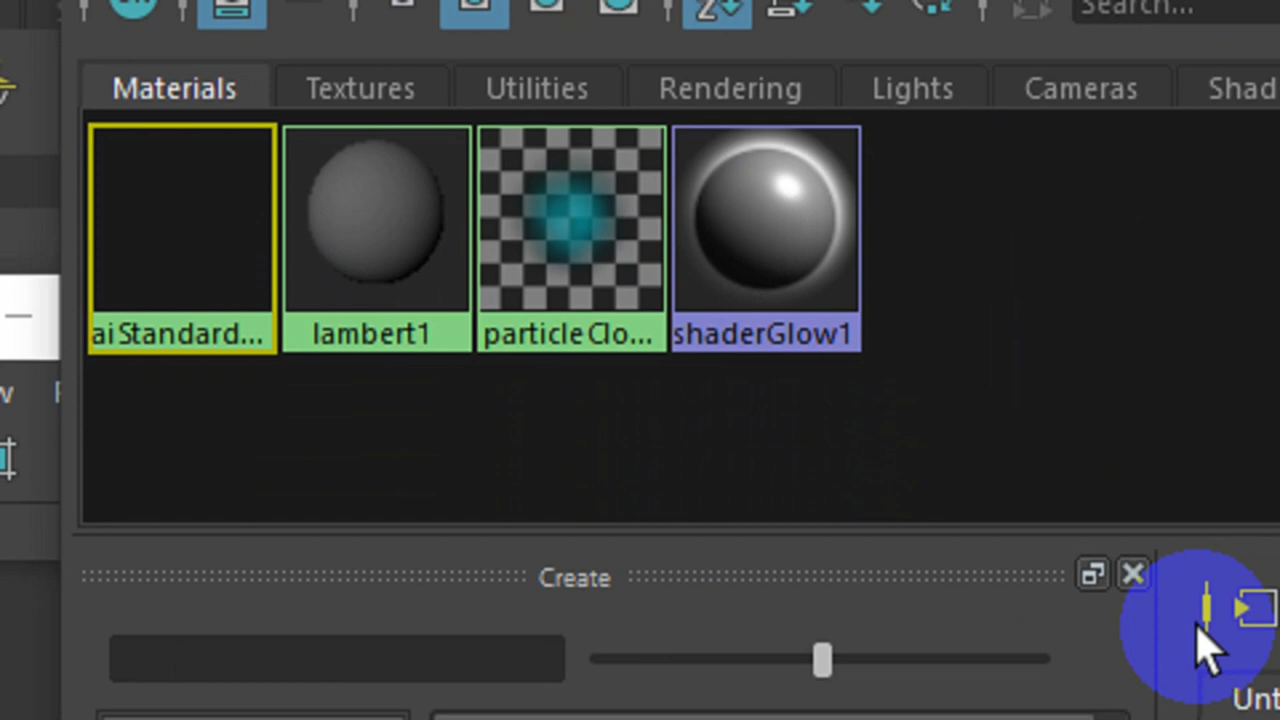 Search...
Materials Textures Utilities Rendering Lights Cameras Shad
aiStandard... lambert1 particleClo... shaderGlow1
Create
Unt